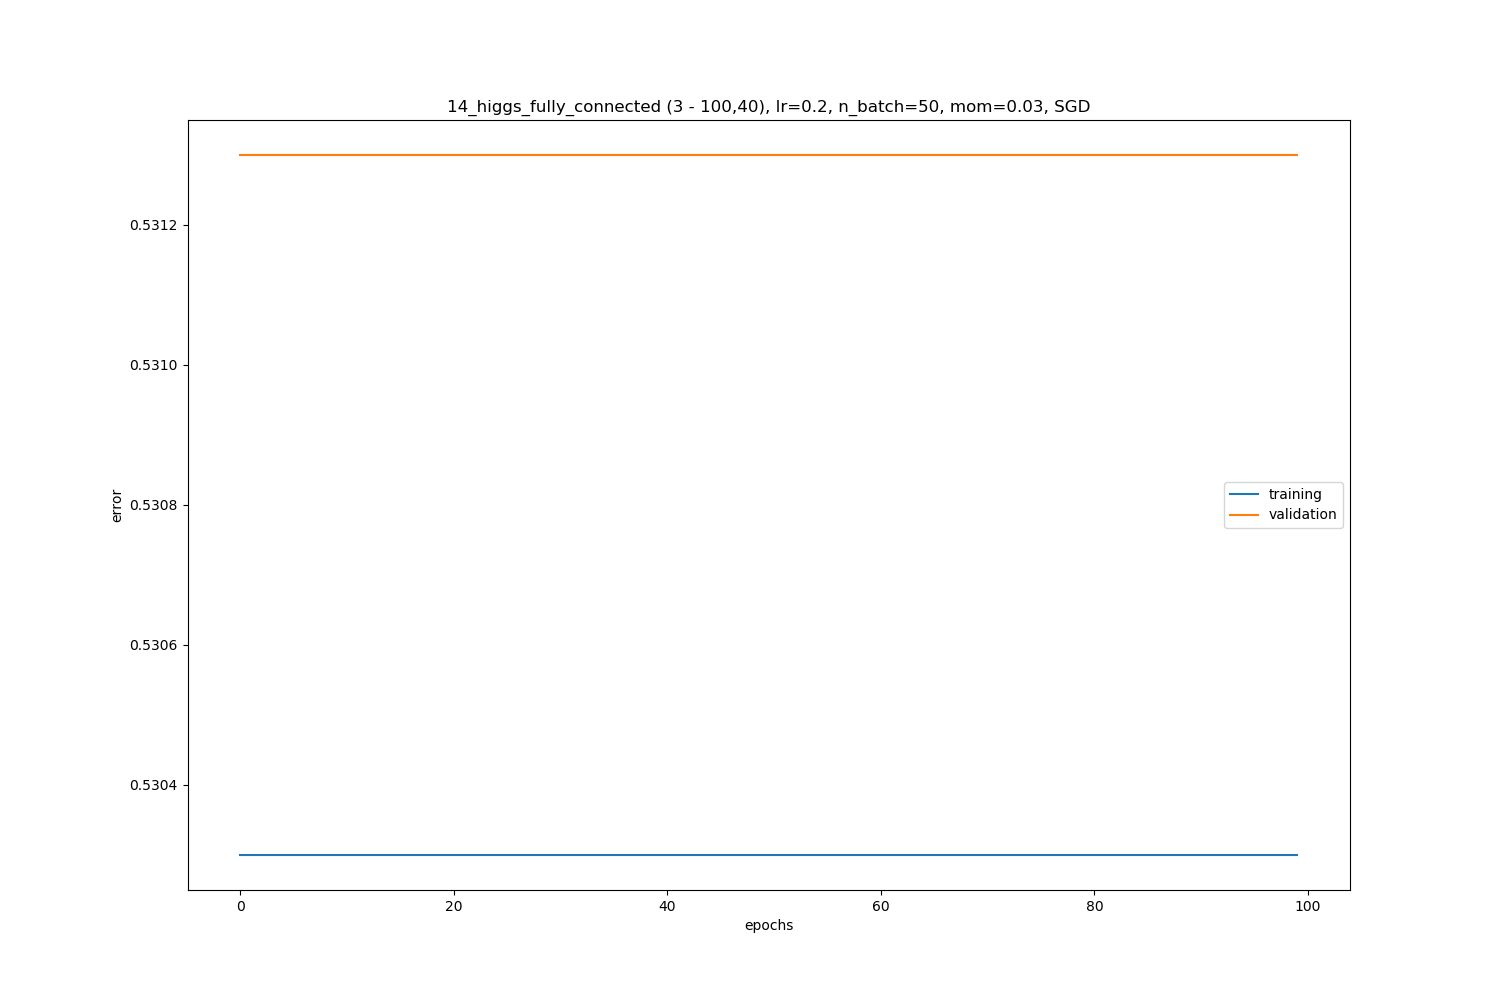 14_higgs_fully_connected (3 - 100,40), lr=0.2, n_batch=50, mom=0.03, SGD
0.5312
0.5310
0.5308
0.5306
0.5304
error
training
validation
0 20 40 60 80 100
epochs